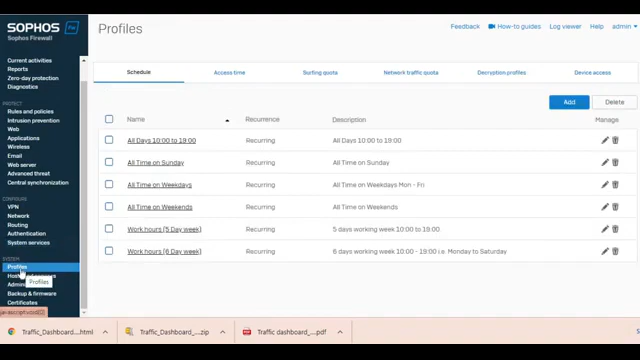 SOPHOS FW
Sophos Firewall
Profiles
Feedback How-to guides Log viewer Help admin
Current activities
Reports
Zero-day protection
Diagnostics
PROTECT
Rules and policies
Intrusion prevention
Web
Applications
Wireless
Email
Web server
Advanced threat
Central synchronization
CONFIGURE
VPN
Network
Routing
Authentication
System services
SYSTEM
Profiles
Profiles
Backup & firmware
Certificates
Schedule Access time Surfing quota Network traffic quota Decryption profiles Device access
Add Delete
Name Recurrence Description Manage
All Days 10:00 to 19:00 Recurring All Days 10:00 to 19:00
All Time on Sunday Recurring All Time on Sunday
All Time on Weekdays Recurring All Time on Weekdays Mon - Fri
All Time on Weekends Recurring All Time on Weekends
Work hours (5 Day week) Recurring 5 days working week 10:00 to 19:00
Work hours (6 Day week) Recurring 6 days working week 10:00 - 19:00 i.e. Monday to Saturday
Traffic_Dashboard....html Traffic_Dashboard_....zip Traffic dashboard_....pdf